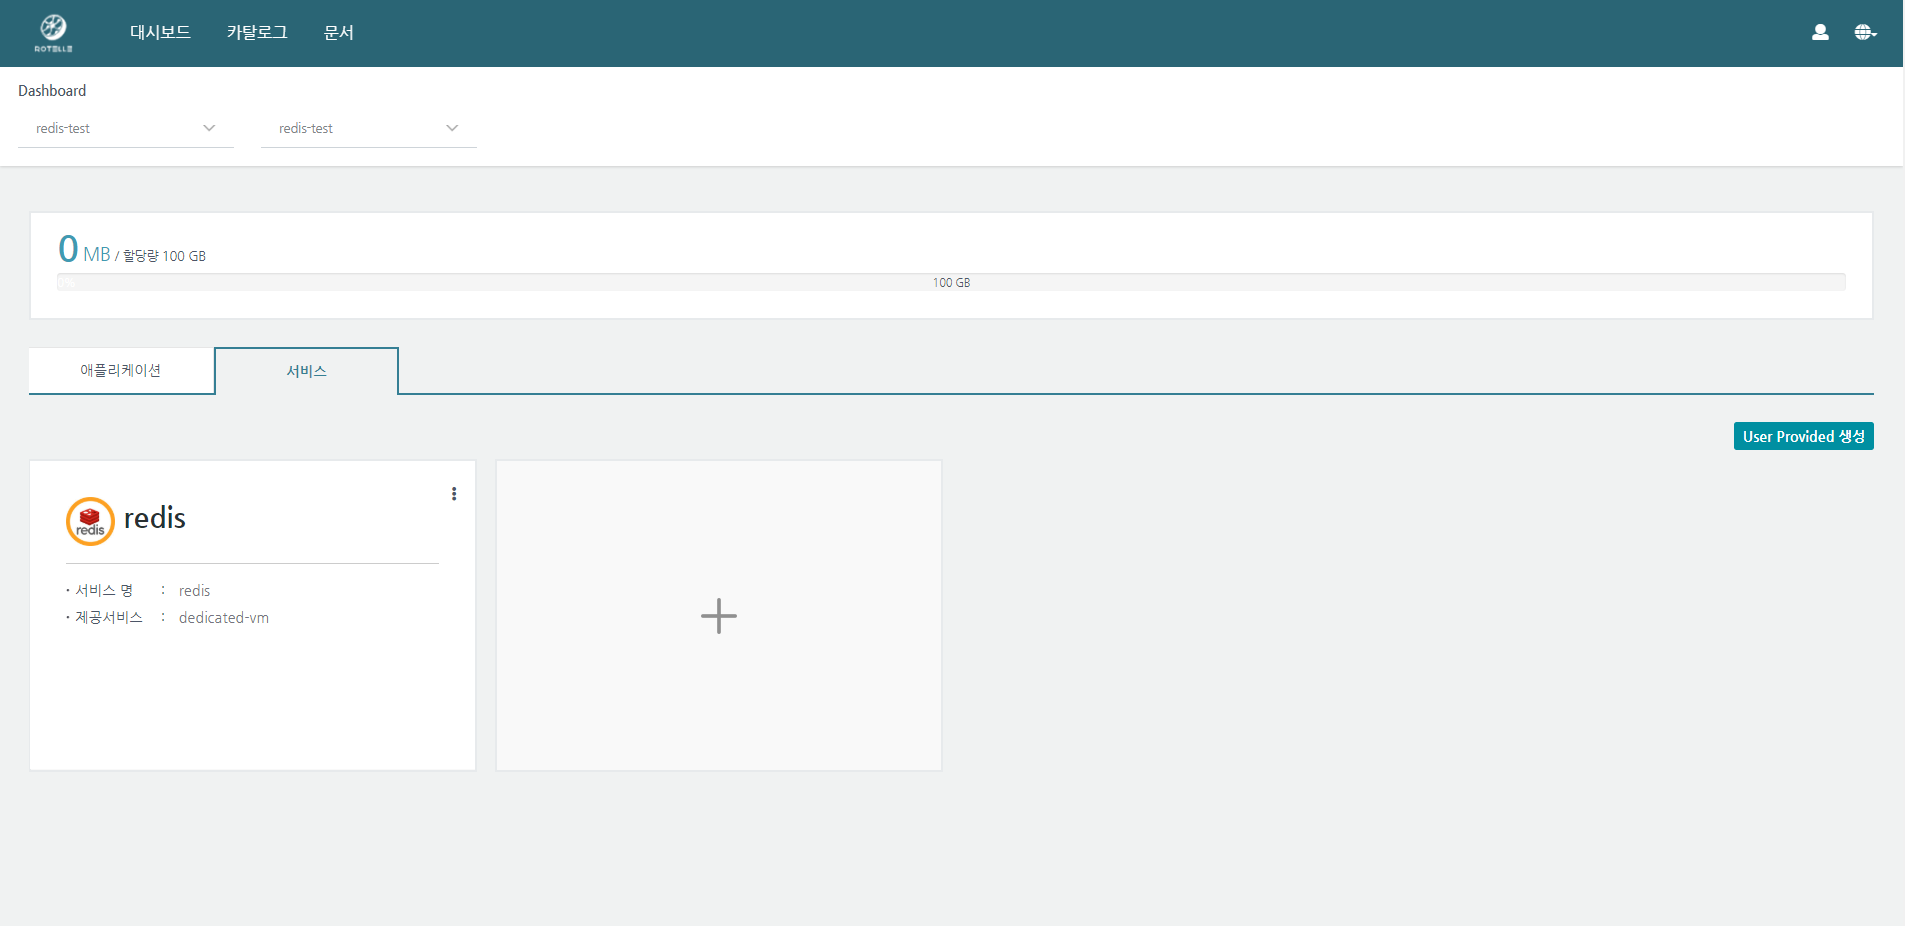 ROTELLE
대시보드 카탈로그 문서
Dashboard
redis-test redis-test
0 MB / 할당량 100 GB
0% 100 GB
애플리케이션 서비스
User Provided 생성
redis redis
· 서비스 명 : redis
· 제공서비스 : dedicated-vm